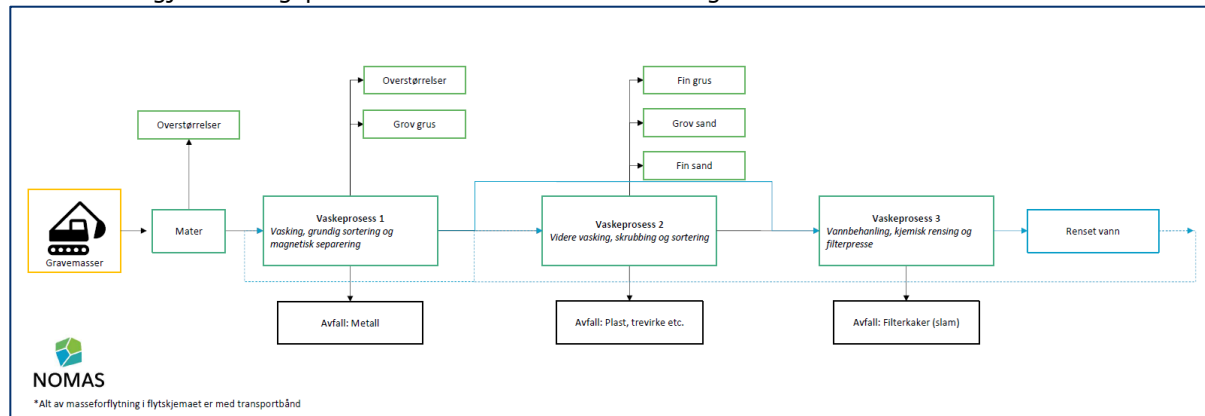 Overstørrelser
Fin grus
Overstørrelser
Grov grus
Grov sand
Fin sand
Gravemasser
Mater
Vaskeprosess 1
Vasking, grundig sortering og
magnetisk separering
Vaskeprosess 2
Videre vasking, skrubbing og sortering
Vaskeprosess 3
Vannbehanling, kjemisk rensing og
filterpresse
Renset vann
Avfall: Metall
Avfall: Plast, trevirke etc.
Avfall: Filterkaker (slam)
NOMAS
*Alt av masseforflytning i flytskjemaet er med transportbånd